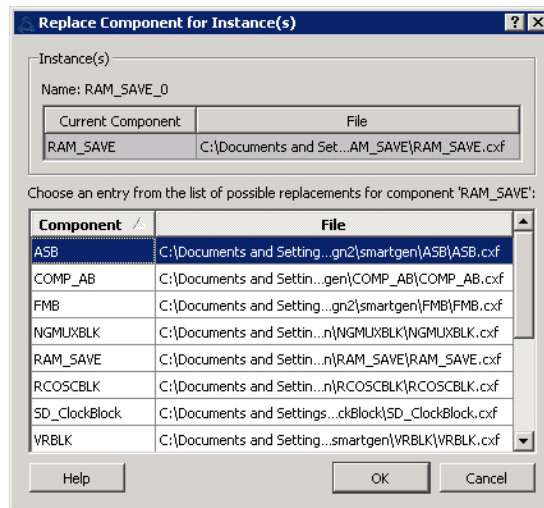 Replace Component for Instance(s)
Instance(s)
Name: RAM_SAVE_0
Current Component File
RAM_SAVE C:\Documents and Set...AM_SAVE\RAM_SAVE.cxf
Choose an entry from the list of possible replacements for component 'RAM_SAVE':
Component File
ASB C:\Documents and Setting...gn2\smartgen\ASB\ASB.cxf
COMP_AB C:\Documents and Settin...gen\COMP_AB\COMP_AB.cxf
FMB C:\Documents and Setting...gn2\smartgen\FMB\FMB.cxf
NGMUXBLK C:\Documents and Settin...n\NGMUXBLK\NGMUXBLK.cxf
RAM_SAVE C:\Documents and Settin...n\RAM_SAVE\RAM_SAVE.cxf
RCOSCBLK C:\Documents and Settin...n\RCOSCBLK\RCOSCBLK.cxf
SD_ClockBlock C:\Documents and Settings...ckBlock\SD_ClockBlock.cxf
VRBLK C:\Documents and Setting...smartgen\VRBLK\VRBLK.cxf
Help OK Cancel